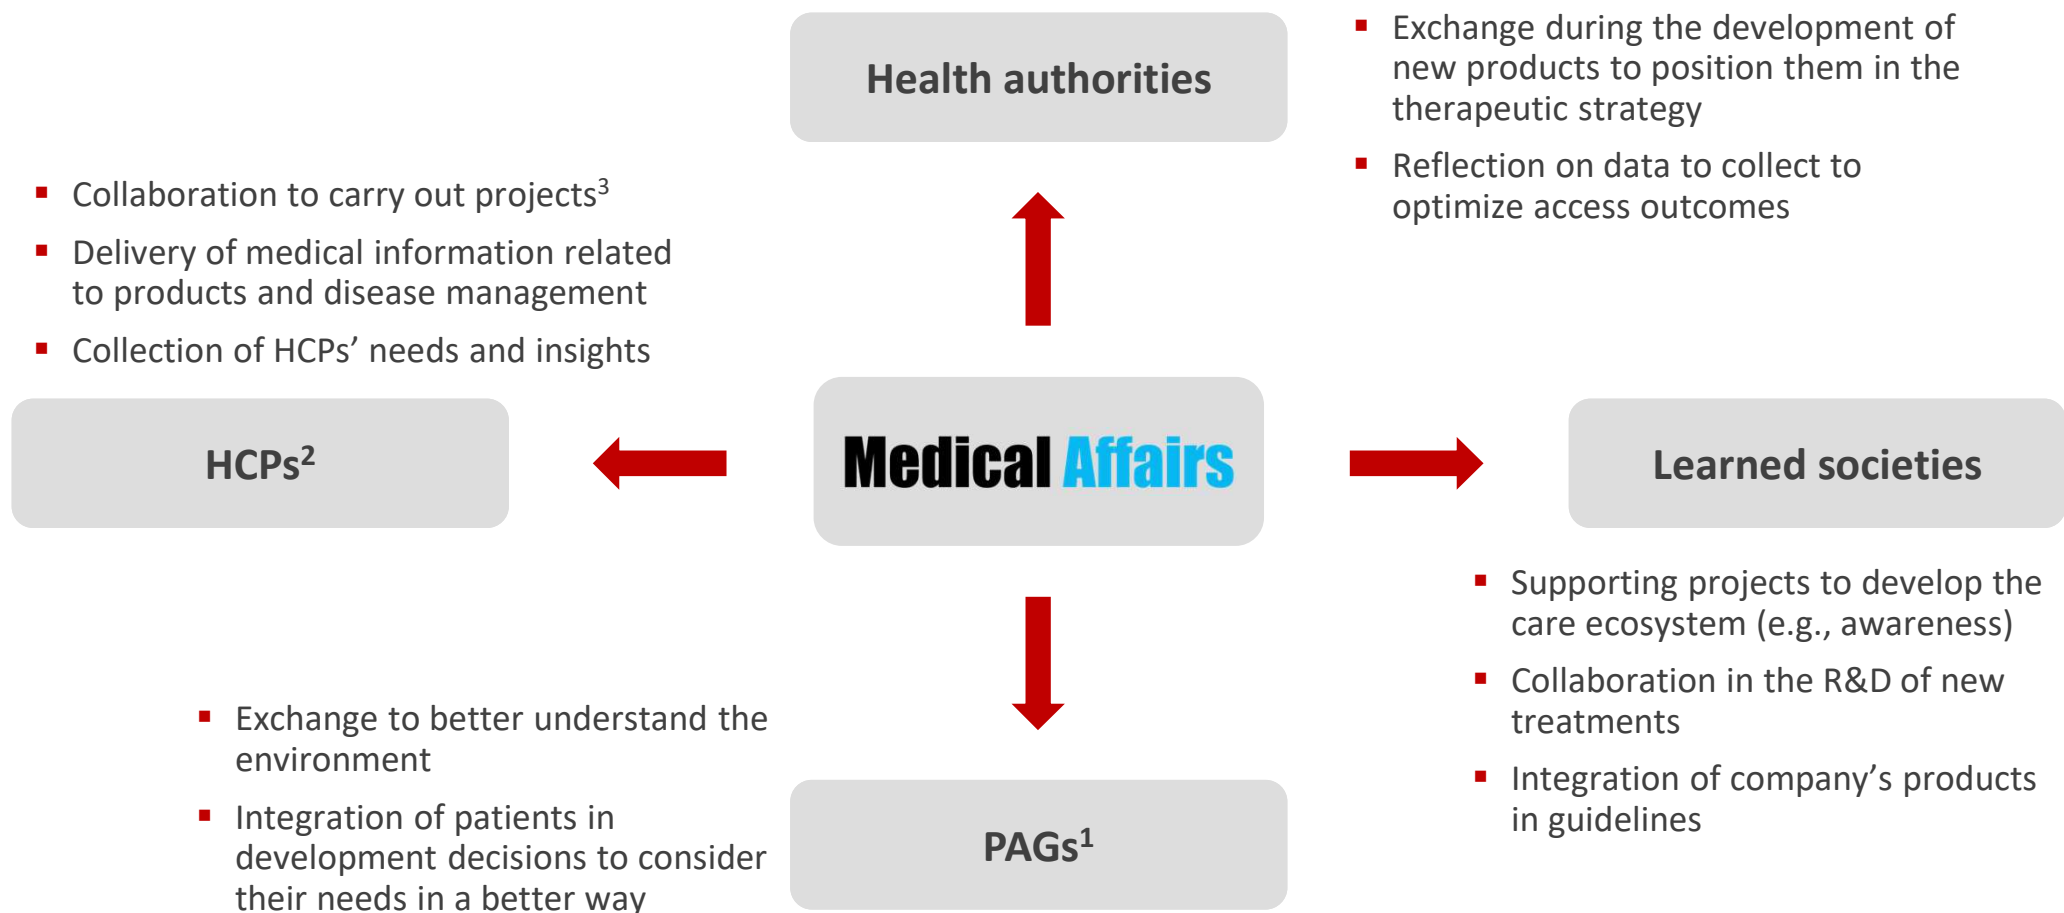 Health authorities
▪ Exchange during the development of
new products to position them in the
therapeutic strategy
▪ Reflection on data to collect to
optimize access outcomes
▪ Collaboration to carry out projects³
▪ Delivery of medical information related
to products and disease management
▪ Collection of HCPs’ needs and insights
HCPs²
Medical Affairs
Learned societies
▪ Supporting projects to develop the
care ecosystem (e.g., awareness)
▪ Collaboration in the R&D of new
treatments
▪ Integration of company’s products
in guidelines
▪ Exchange to better understand the
environment
▪ Integration of patients in
development decisions to consider
their needs in a better way
PAGs¹